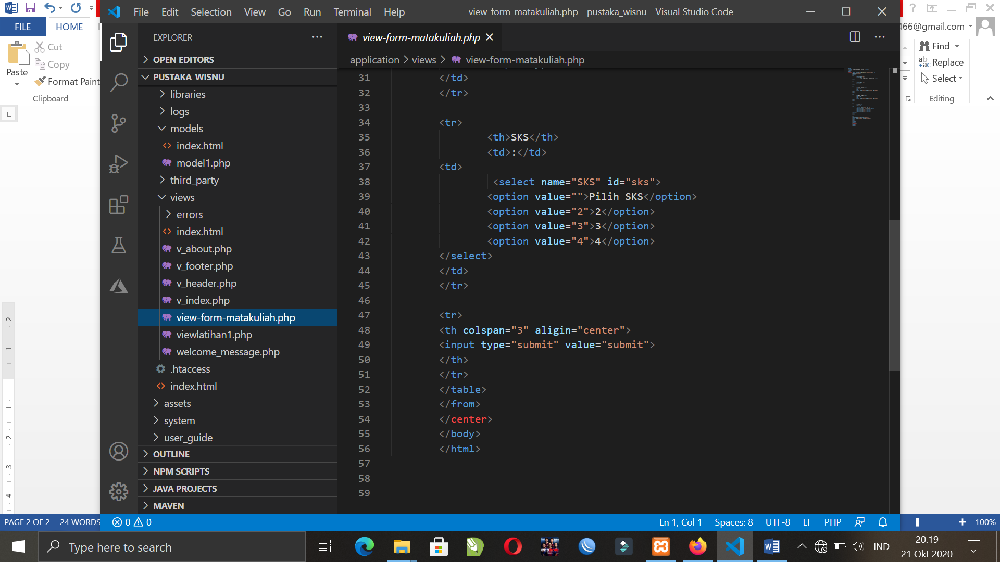 File Edit Selection View Go Run Terminal Help
view-form-matakuliah.php - pustaka_wisnu - Visual Studio Code
FILE HOME
466@gmail.com
Cut
Copy
Format Paint
Paste
Clipboard
Find
Replace
Select
Editing
EXPLORER
OPEN EDITORS
PUSTAKA_WISNU
libraries
logs
models
index.html
model1.php
third_party
views
errors
index.html
v_about.php
v_footer.php
v_header.php
v_index.php
view-form-matakuliah.php
viewlatihan1.php
welcome_message.php
.htaccess
index.html
assets
system
user_guide
OUTLINE
NPM SCRIPTS
JAVA PROJECTS
MAVEN
view-form-matakuliah.php
application > views > view-form-matakuliah.php
31 </td>
32 </tr>
33
34 <tr>
35 <th>SKS</th>
36 <td>:</td>
37 <td>
38 <select name="SKS" id="sks">
39 <option value="">Pilih SKS</option>
40 <option value="2">2</option>
41 <option value="3">3</option>
42 <option value="4">4</option>
43 </select>
44 </td>
45 </tr>
46
47 <tr>
48 <th colspan="3" aligin="center">
49 <input type="submit" value="submit">
50 </th>
51 </tr>
52 </table>
53 </from>
54 </center>
55 </body>
56 </html>
57
58
59
2
1
1
2
3
4
PAGE 2 OF 2 24 WORDS
0 0
Ln 1, Col 1 Spaces: 8 UTF-8 LF PHP
100%
Type here to search
IND
20.19
21 Okt 2020